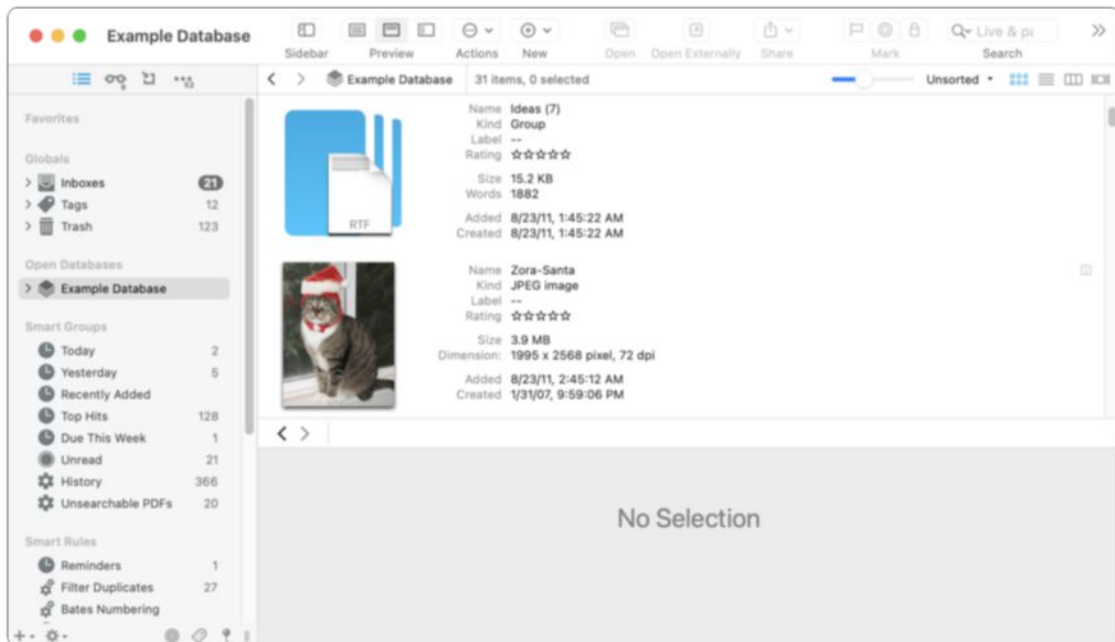 Example Database
Sidebar
Preview
Actions
New
Open
Open Externally
Share
Mark
Live & pi
Search
Example Database
31 items, 0 selected
Unsorted
Favorites
Globals
Inboxes 21
Tags 12
Trash 123
Open Databases
Example Database
Smart Groups
Today 2
Yesterday 5
Recently Added
Top Hits 128
Due This Week 1
Unread 21
History 366
Unsearchable PDFs 20
Smart Rules
Reminders 1
Filter Duplicates 27
Bates Numbering
RTF
Name Ideas (7)
Kind Group
Label --
Rating ☆☆☆☆☆
Size 15.2 KB
Words 1882
Added 8/23/11, 1:45:22 AM
Created 8/23/11, 1:45:22 AM
Name Zora-Santa
Kind JPEG image
Label --
Rating ☆☆☆☆☆
Size 3.9 MB
Dimension: 1995 x 2568 pixel, 72 dpi
Added 8/23/11, 2:45:12 AM
Created 1/31/07, 9:59:06 PM
No Selection